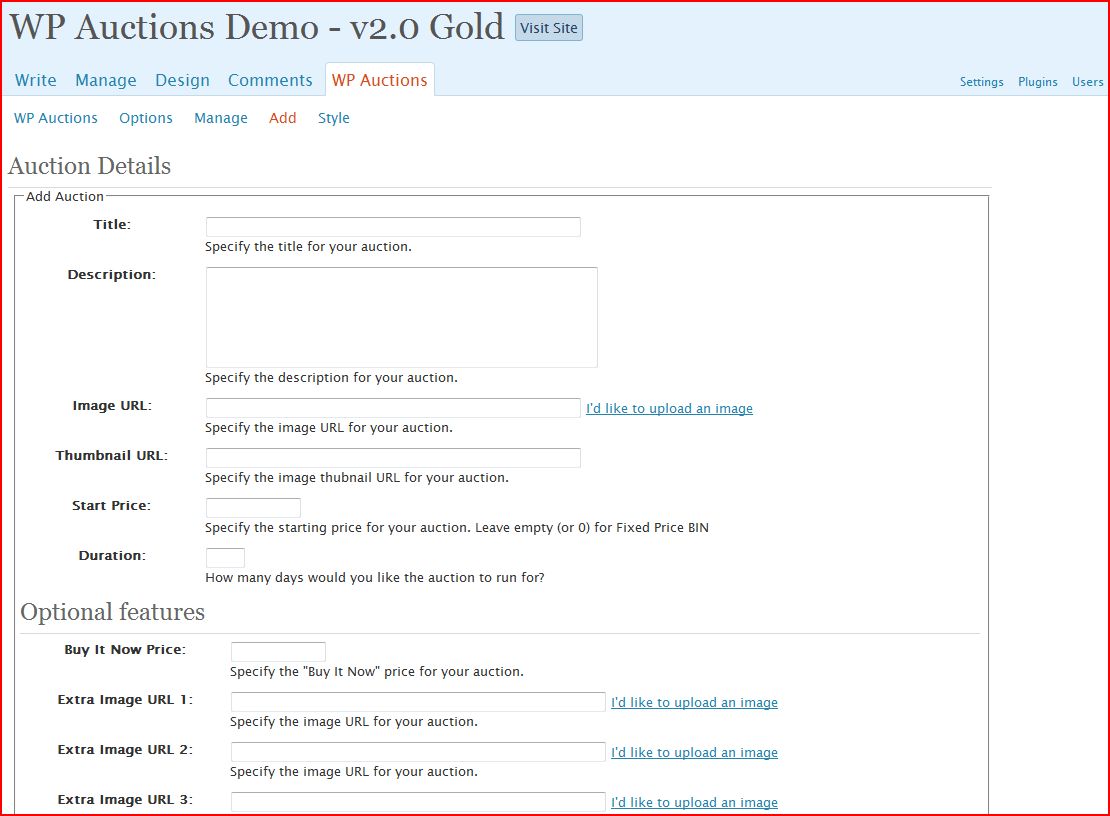 WP Auctions Demo - v2.0 Gold Visit Site
Write Manage Design Comments WP Auctions Settings Plugins Users
WP Auctions Options Manage Add Style
Auction Details
Add Auction
Title:
Specify the title for your auction.
Description:
Specify the description for your auction.
Image URL: I'd like to upload an image
Specify the image URL for your auction.
Thumbnail URL:
Specify the image thubnail URL for your auction.
Start Price:
Specify the starting price for your auction. Leave empty (or 0) for Fixed Price BIN
Duration:
How many days would you like the auction to run for?
Optional features
Buy It Now Price:
Specify the "Buy It Now" price for your auction.
Extra Image URL 1: I'd like to upload an image
Specify the image URL for your auction.
Extra Image URL 2: I'd like to upload an image
Specify the image URL for your auction.
Extra Image URL 3: I'd like to upload an image